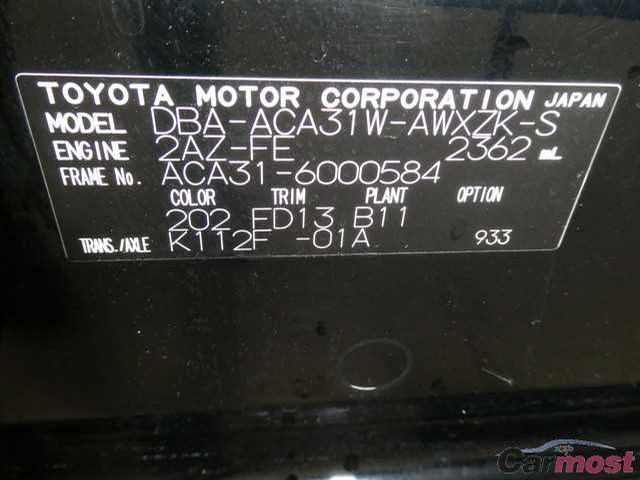 TOYOTA MOTOR CORPORATION JAPAN
MODEL DBA-ACA31W-AWXZK-S
ENGINE 2AZ-FE 2362 mL
FRAME No. ACA31-6000584
COLOR TRIM PLANT OPTION
202 FD13 B11
TRANS./AXLE K112F -01A 933
Carmost